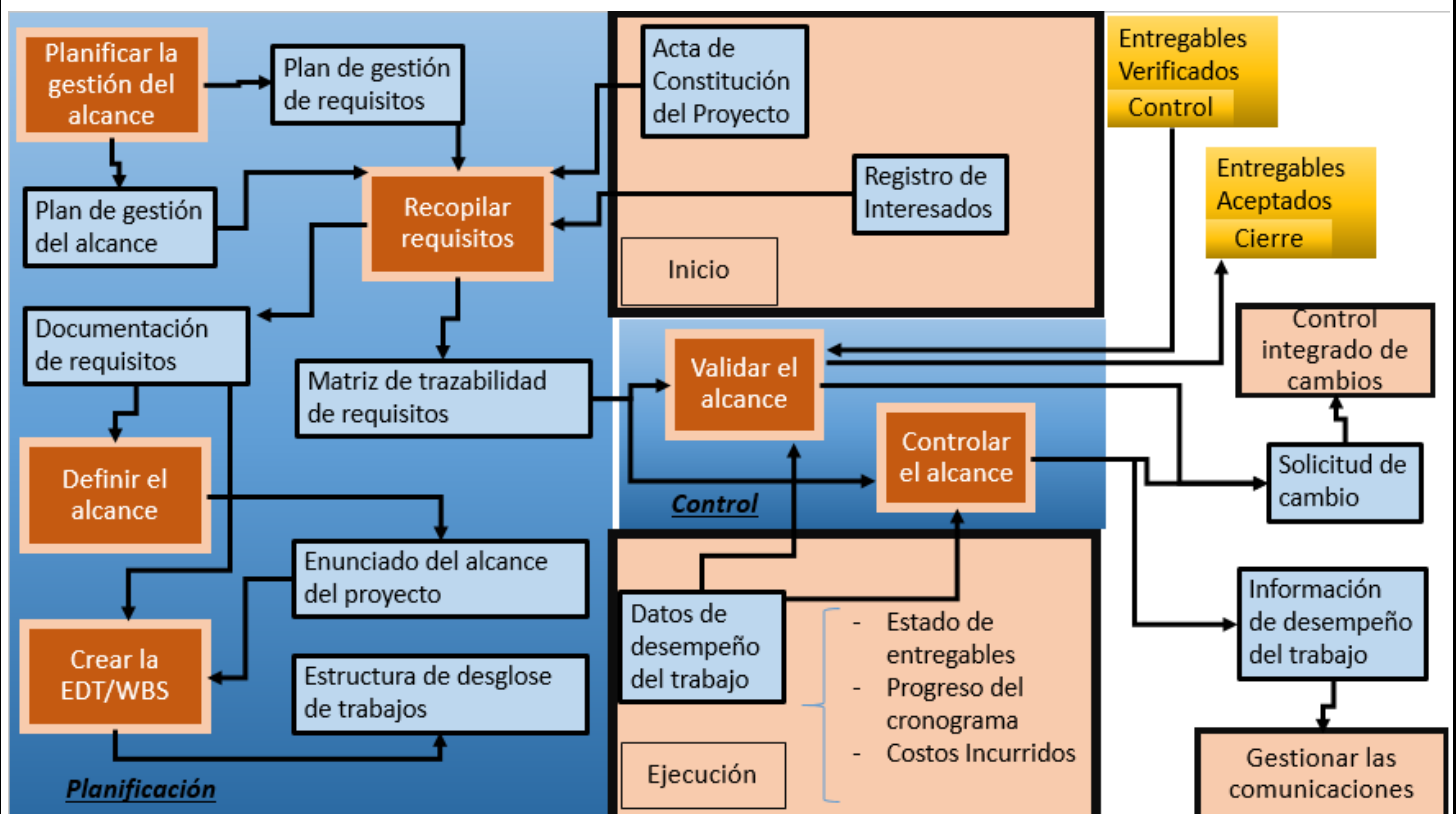 Planificar la
gestión del
alcance
Plan de gestión
de requisitos
Plan de gestión
del alcance
Recopilar
requisitos
Documentación
de requisitos
Matriz de trazabilidad
de requisitos
Definir el
alcance
Enunciado del alcance
del proyecto
Crear la
EDT/WBS
Estructura de desglose
de trabajos
Planificación
Acta de
Constitución
del Proyecto
Registro de
Interesados
Inicio
Validar el
alcance
Controlar
el alcance
Control
Datos de
desempeño
del trabajo
- Estado de
entregables
- Progreso del
cronograma
- Costos Incurridos
Ejecución
Entregables
Verificados
Control
Entregables
Aceptados
Cierre
Control
integrado de
cambios
Solicitud de
cambio
Información
de desempeño
del trabajo
Gestionar las
comunicaciones